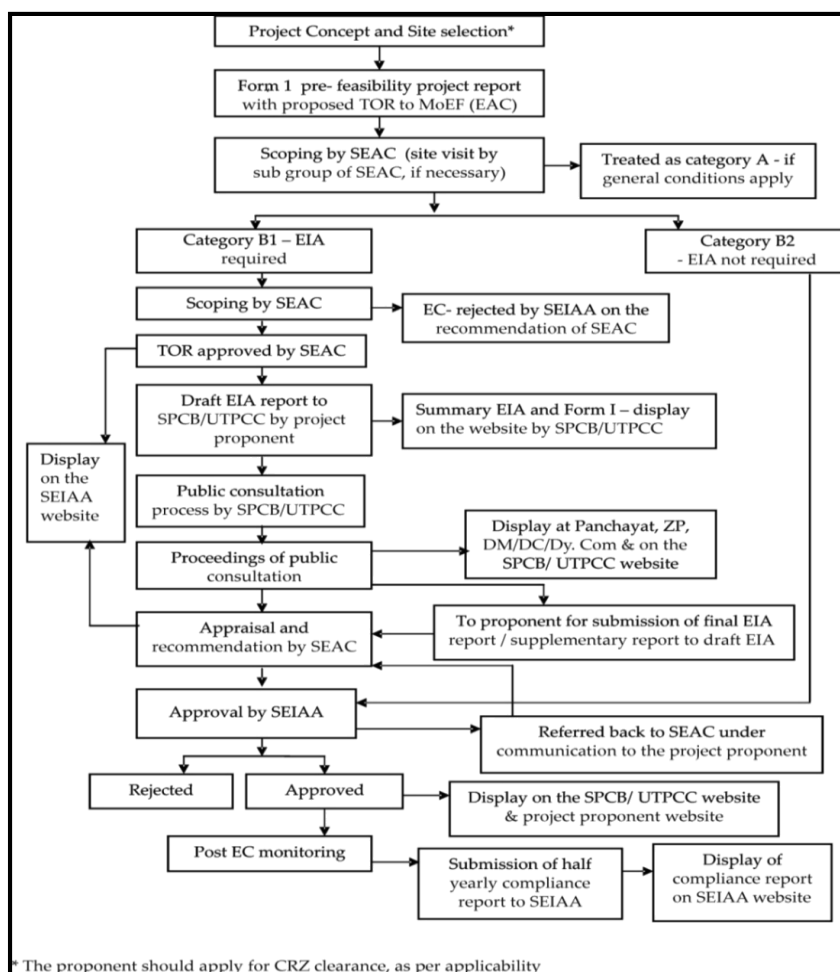 Project Concept and Site selection*
Form 1 pre- feasibility project report
with proposed TOR to MoEF (EAC)
Scoping by SEAC (site visit by
sub group of SEAC, if necessary)
Treated as category A - if
general conditions apply
Category B1 – EIA
required
Category B2
- EIA not required
Scoping by SEAC
EC- rejected by SEIAA on the
recommendation of SEAC
TOR approved by SEAC
Draft EIA report to
SPCB/UTPCC by project
proponent
Summary EIA and Form I – display
on the website by SPCB/UTPCC
Display
on the
SEIAA
website
Public consultation
process by SPCB/UTPCC
Proceedings of public
consultation
Display at Panchayat, ZP,
DM/DC/Dy. Com & on the
SPCB/ UTPCC website
Appraisal and
recommendation by SEAC
To proponent for submission of final EIA
report / supplementary report to draft EIA
Approval by SEIAA
Referred back to SEAC under
communication to the project proponent
Rejected
Approved
Display on the SPCB/ UTPCC website
& project proponent website
Post EC monitoring
Submission of half
yearly compliance
report to SEIAA
Display of
compliance report
on SEIAA website
* The proponent should apply for CRZ clearance, as per applicability